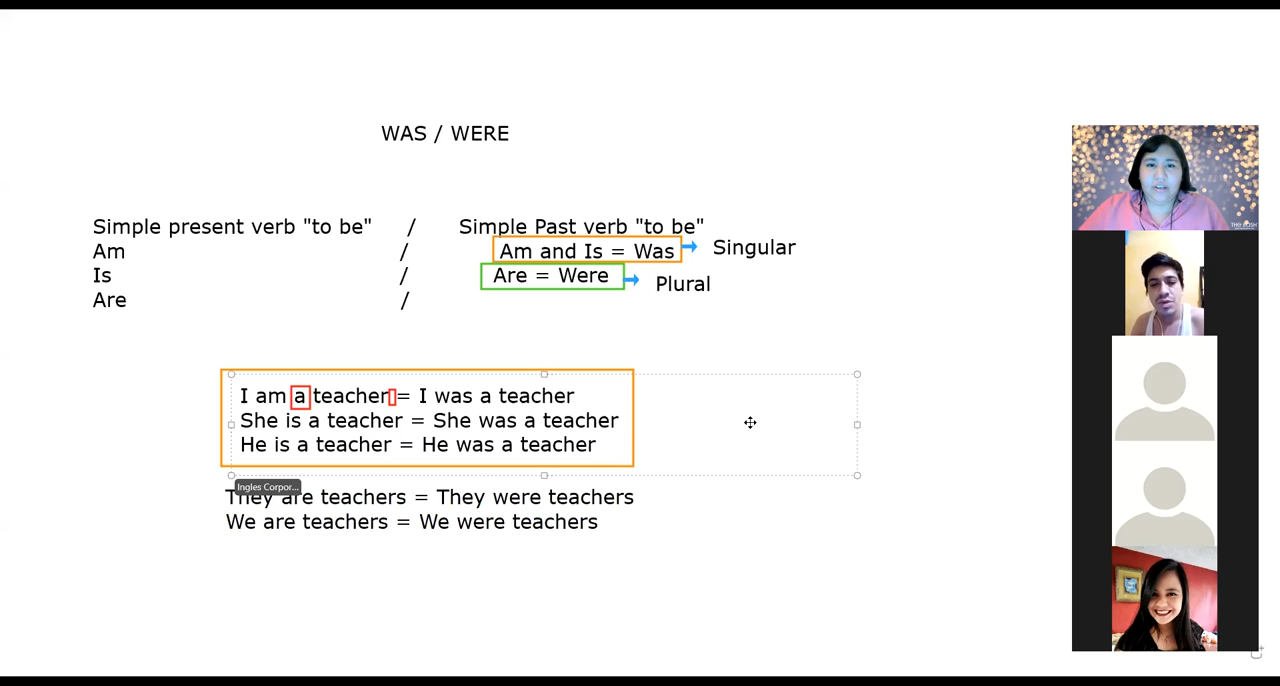 WAS / WERE
Simple present verb "to be" / Simple Past verb "to be"
Am / Am and Is = Was Singular
Is / Are = Were Plural
Are /
I am a teacher = I was a teacher
She is a teacher = She was a teacher
He is a teacher = He was a teacher
Ingles Corpor...
They are teachers = They were teachers
We are teachers = We were teachers